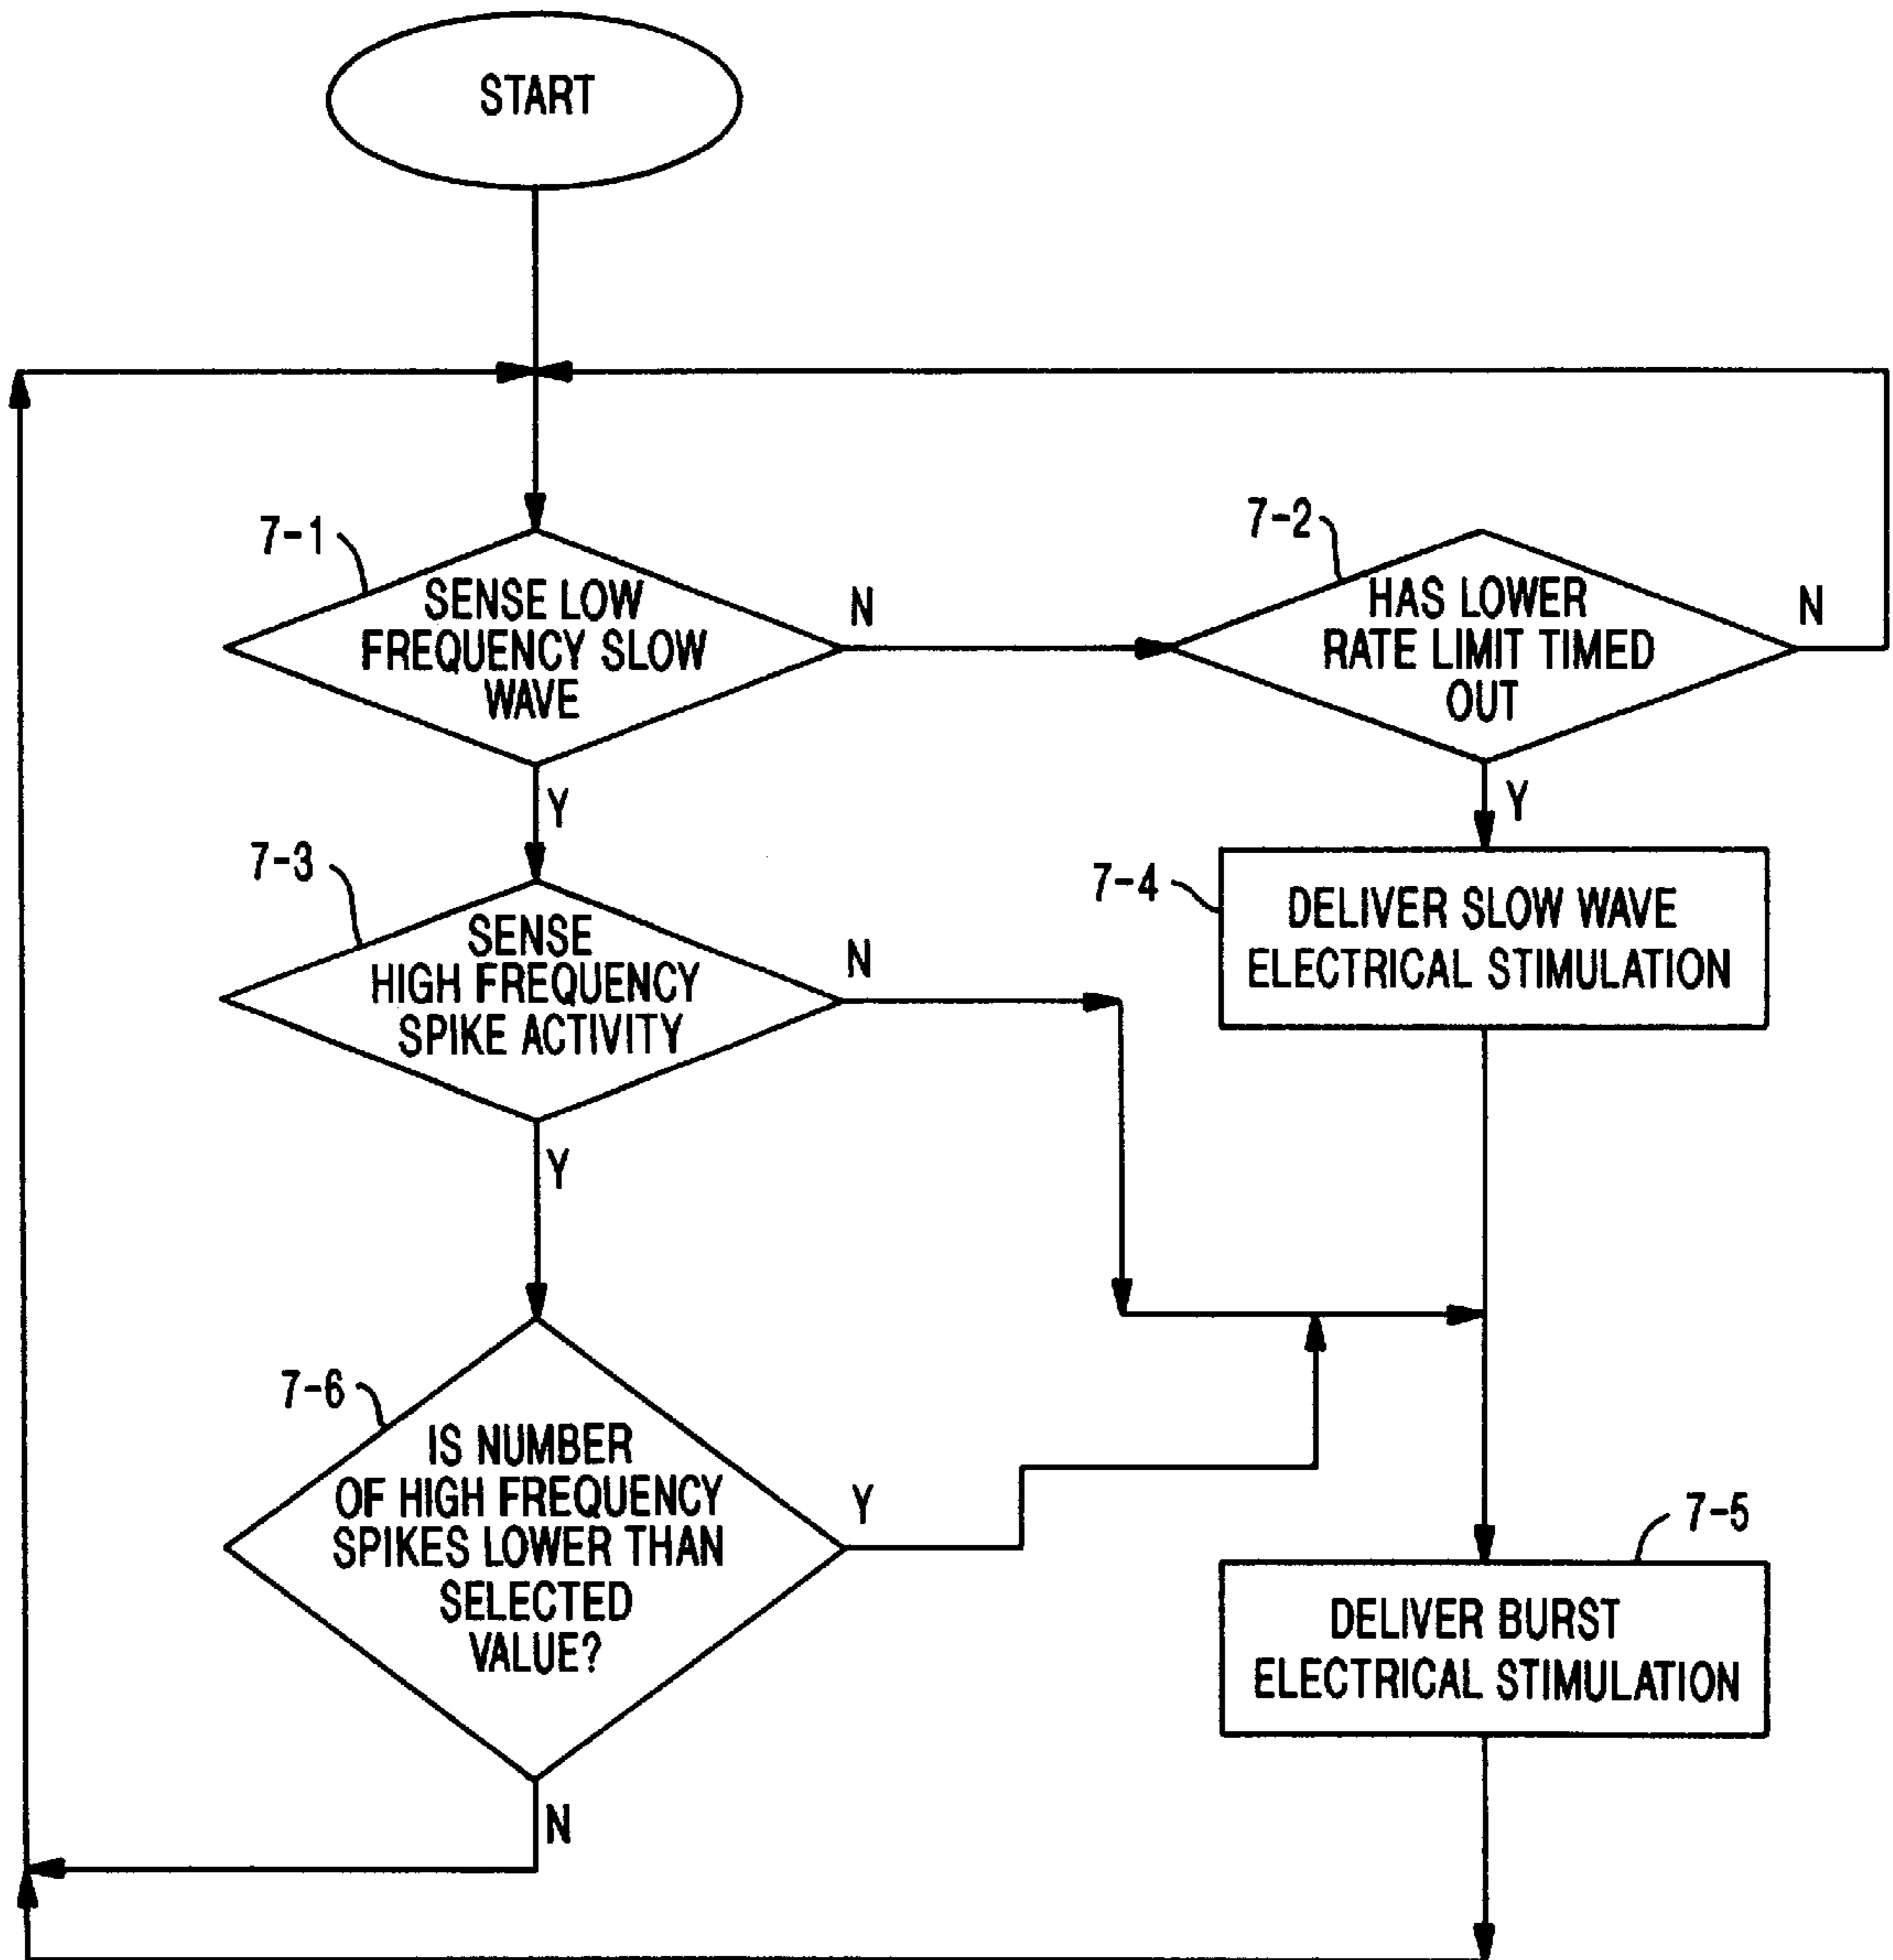 START
7-1
SENSE LOW
FREQUENCY SLOW
WAVE
N
7-2
HAS LOWER
RATE LIMIT TIMED
OUT
N
Y
Y
7-3
SENSE
HIGH FREQUENCY
SPIKE ACTIVITY
N
7-4
DELIVER SLOW WAVE
ELECTRICAL STIMULATION
Y
7-6
IS NUMBER
OF HIGH FREQUENCY
SPIKES LOWER THAN
SELECTED
VALUE?
Y
7-5
DELIVER BURST
ELECTRICAL STIMULATION
N